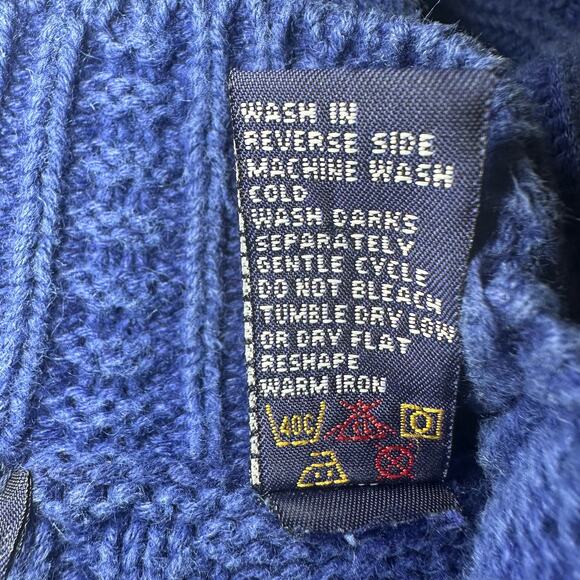 WASH IN
REVERSE SIDE
MACHINE WASH
COLD
WASH DARKS
SEPARATELY
GENTLE CYCLE
DO NOT BLEACH
TUMBLE DRY LOW
OR DRY FLAT
RESHAPE
WARM IRON
40C